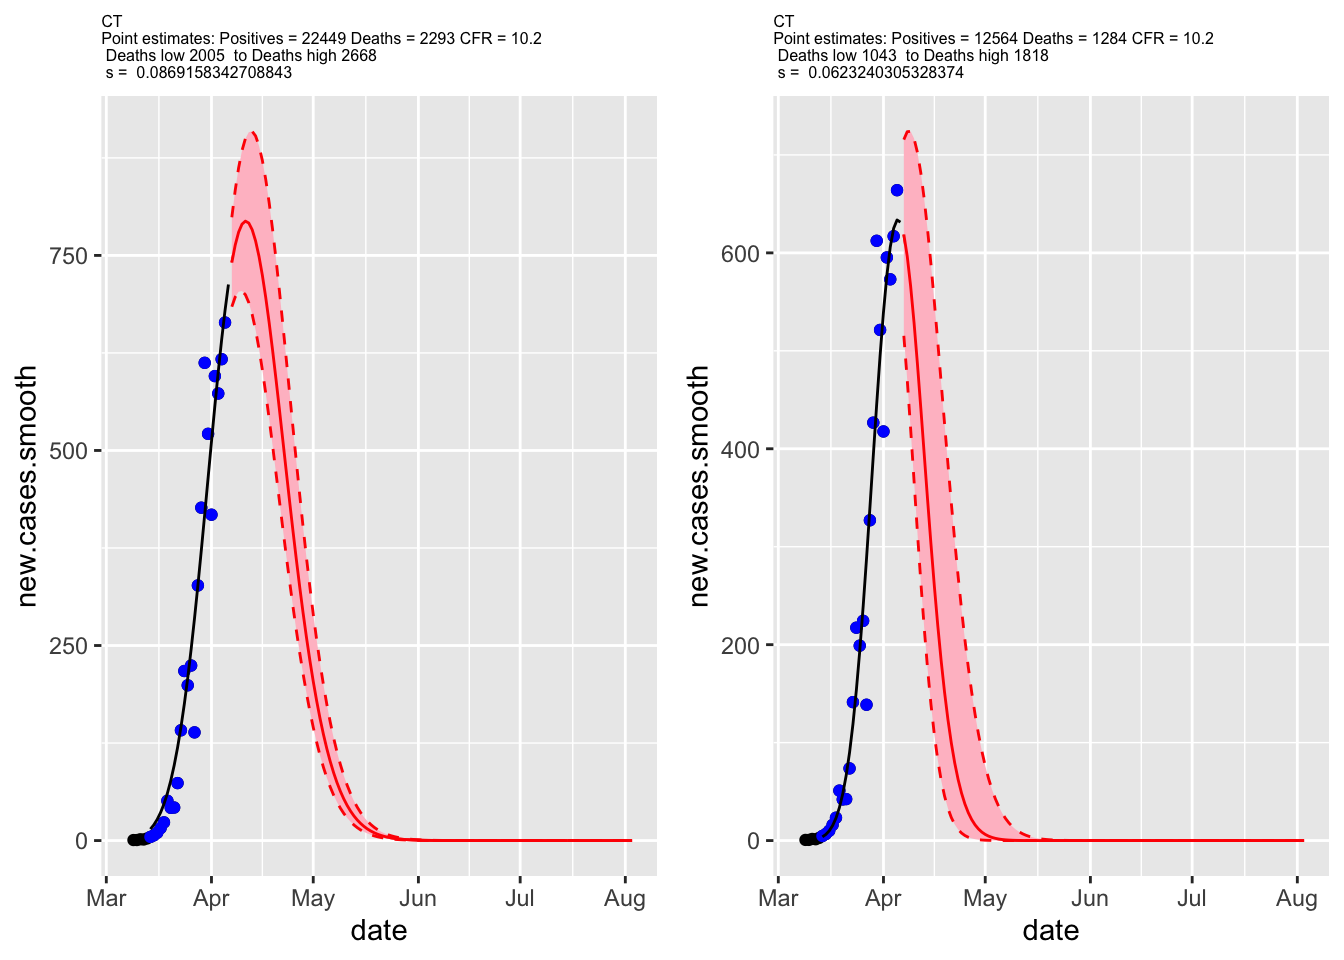 CT
Point estimates: Positives = 22449 Deaths = 2293 CFR = 10.2
Deaths low 2005 to Deaths high 2668
s = 0.0869158342708843
new.cases.smooth
750
500
250
0
Mar Apr May Jun Jul Aug
date
CT
Point estimates: Positives = 12564 Deaths = 1284 CFR = 10.2
Deaths low 1043 to Deaths high 1818
s = 0.0623240305328374
new.cases.smooth
600
400
200
0
Mar Apr May Jun Jul Aug
date